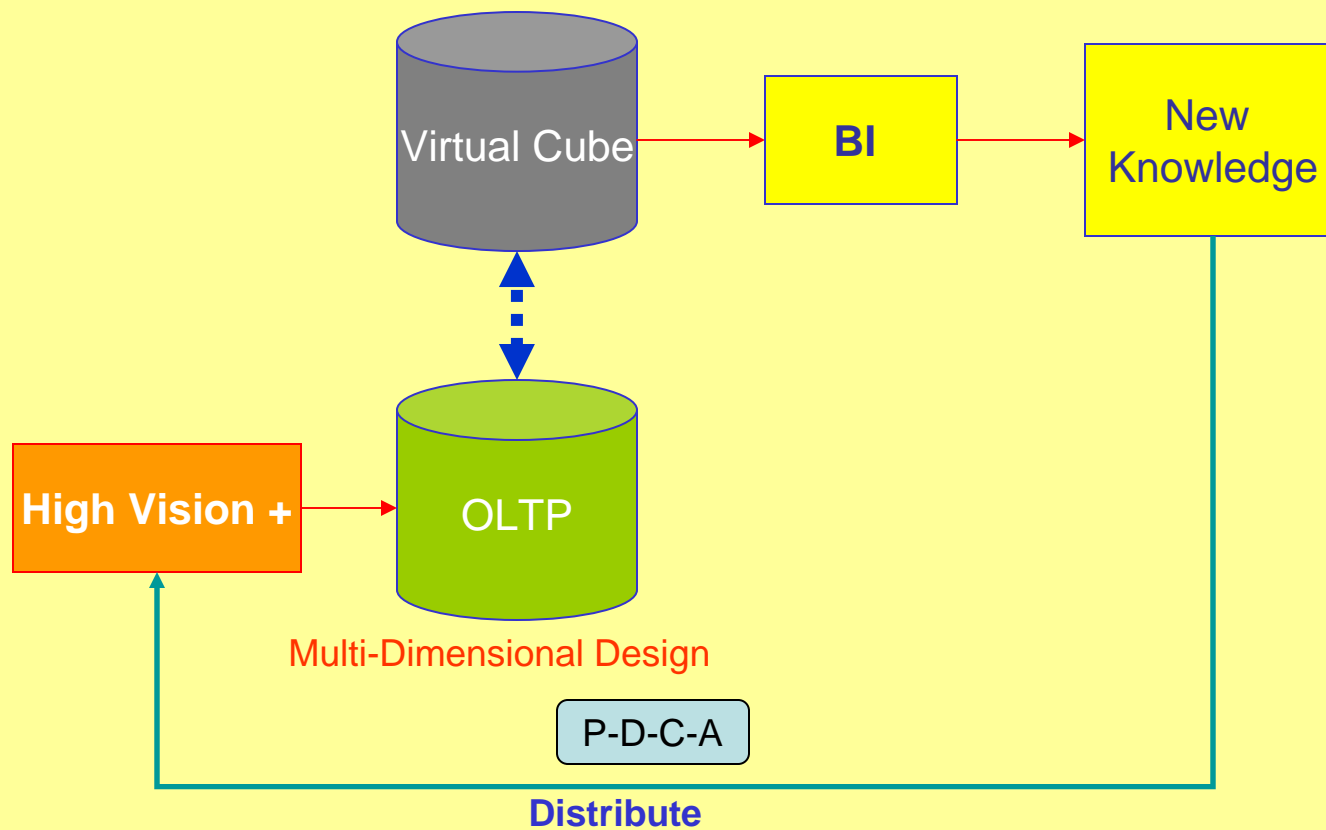 Virtual Cube
BI
New
Knowledge
High Vision +
OLTP
Multi-Dimensional Design
P-D-C-A
Distribute